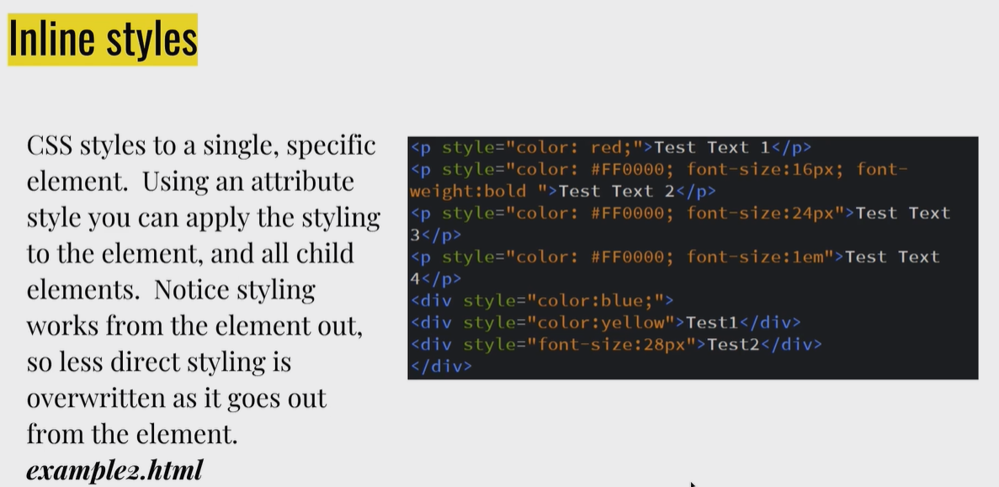 Inline styles
CSS styles to a single, specific
element.  Using an attribute
style you can apply the styling
to the element, and all child
elements.  Notice styling
works from the element out,
so less direct styling is
overwritten as it goes out
from the element.
example2.html
<p style="color: red;">Test Text 1</p>
<p style="color: #FF0000; font-size:16px; font-
weight:bold ">Test Text 2</p>
<p style="color: #FF0000; font-size:24px">Test Text
3</p>
<p style="color: #FF0000; font-size:1em">Test Text
4</p>
<div style="color:blue;">
<div style="color:yellow">Test1</div>
<div style="font-size:28px">Test2</div>
</div>